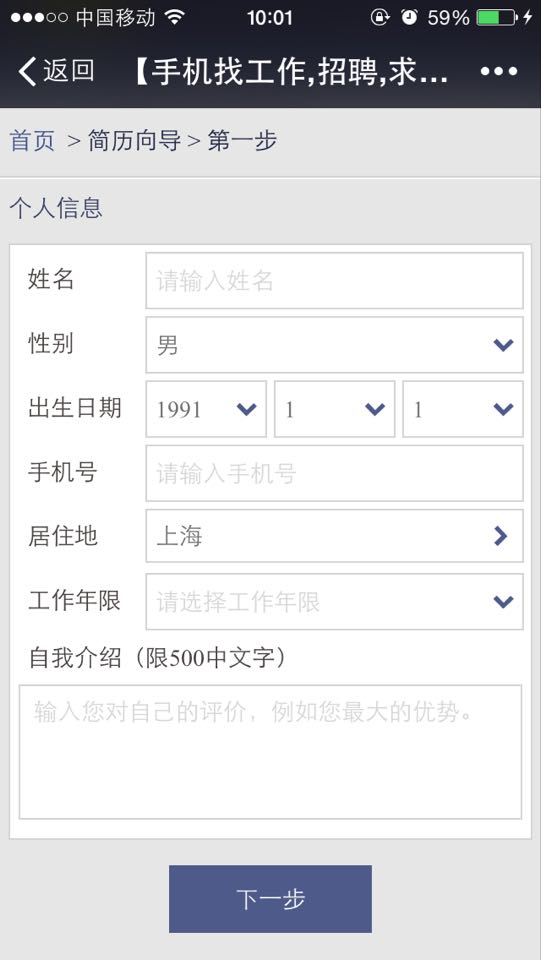 中国移动 10:01 59%
返回 【手机找工作,招聘,求...
首页 > 简历向导 > 第一步
个人信息
姓名 请输入姓名
性别 男
出生日期 1991 1 1
手机号 请输入手机号
居住地 上海
工作年限 请选择工作年限
自我介绍（限500中文字）
输入您对自己的评价，例如您最大的优势。
下一步